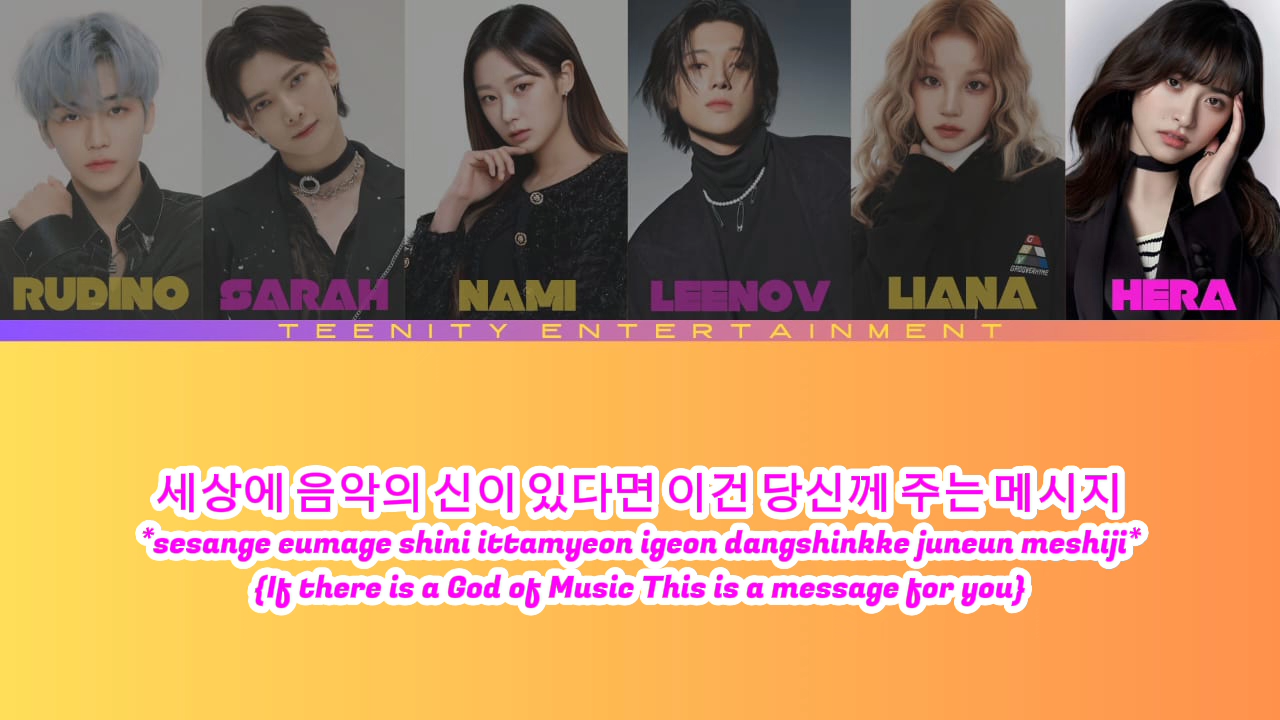 RUDINO SARAH NAMI LEENOV LIANA HERA
G
GROOVERHYME
TEENITY ENTERTAINMENT
세상에 음악의 신이 있다면 이건 당신께 주는 메시지
*sesange eumage shini ittamyeon igeon dangshinkke juneun meshiji*
{If there is a God of Music This is a message for you}